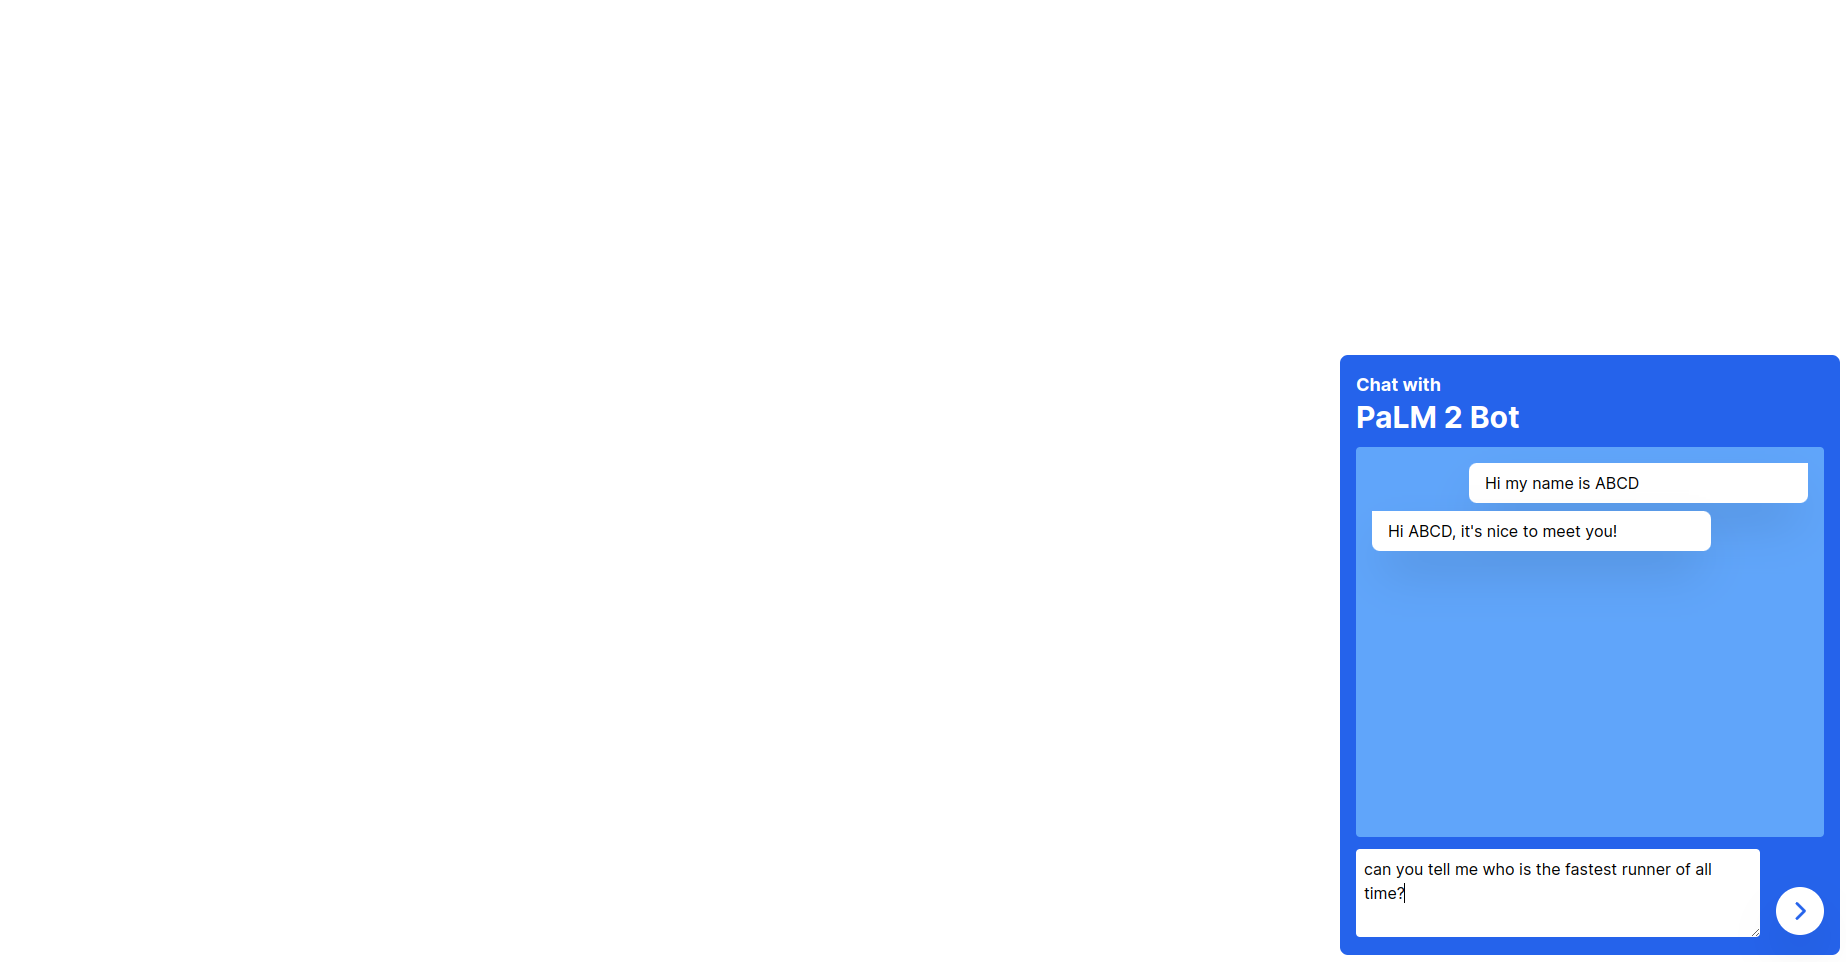 Chat with
PaLM 2 Bot
Hi my name is ABCD
Hi ABCD, it's nice to meet you!
can you tell me who is the fastest runner of all
time?